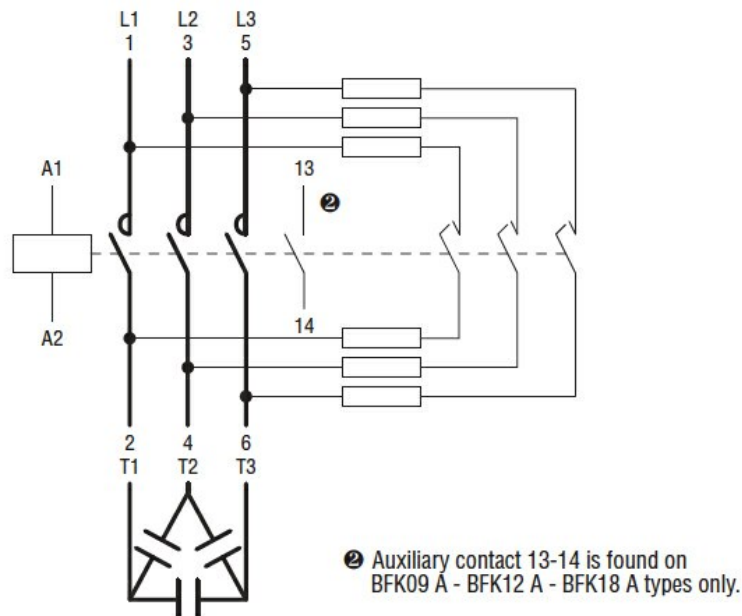 L1 L2 L3
1 3 5
A1
13
❷
14
A2
2 4 6
T1 T2 T3
❷ Auxiliary contact 13-14 is found on
BFK09 A - BFK12 A - BFK18 A types only.